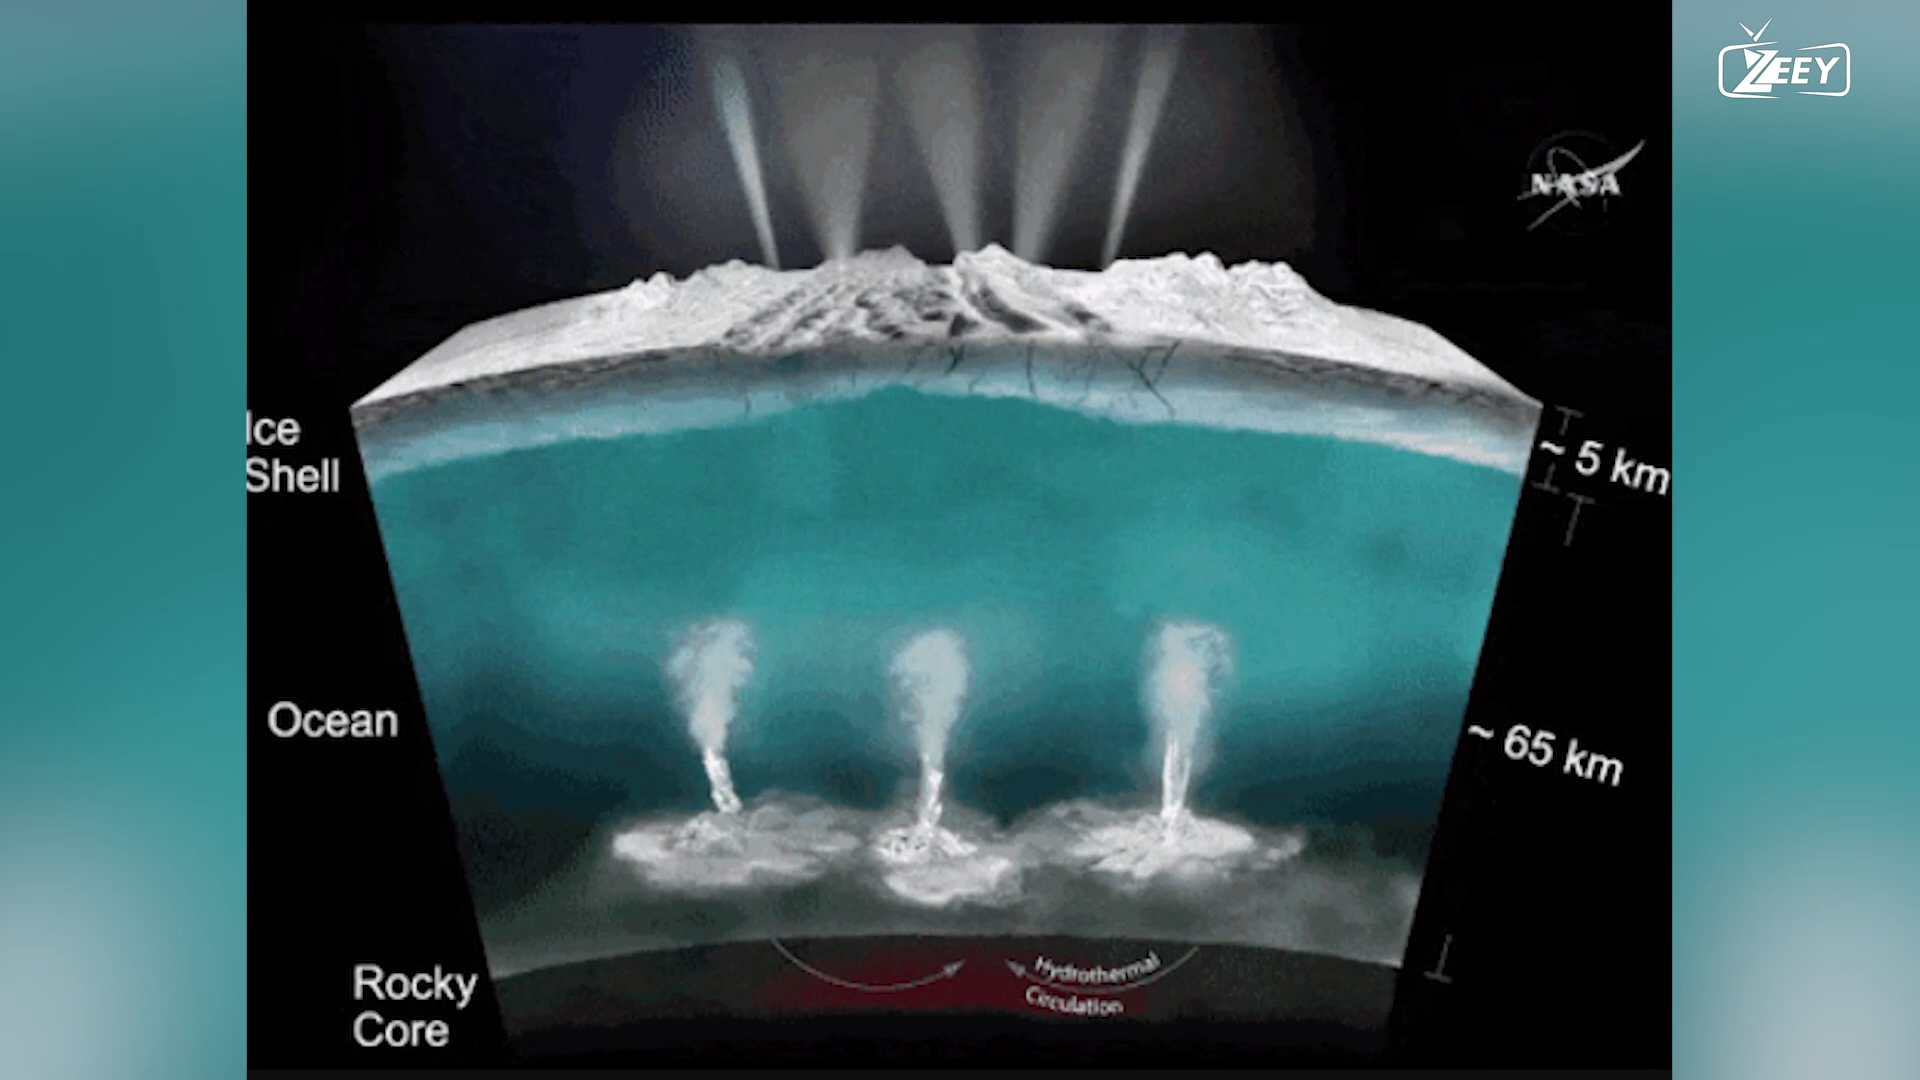 ZEEY
NASA
Ice
Shell
~ 5 km
Ocean
~ 65 km
Rocky
Core
Hydrothermal
Circulation